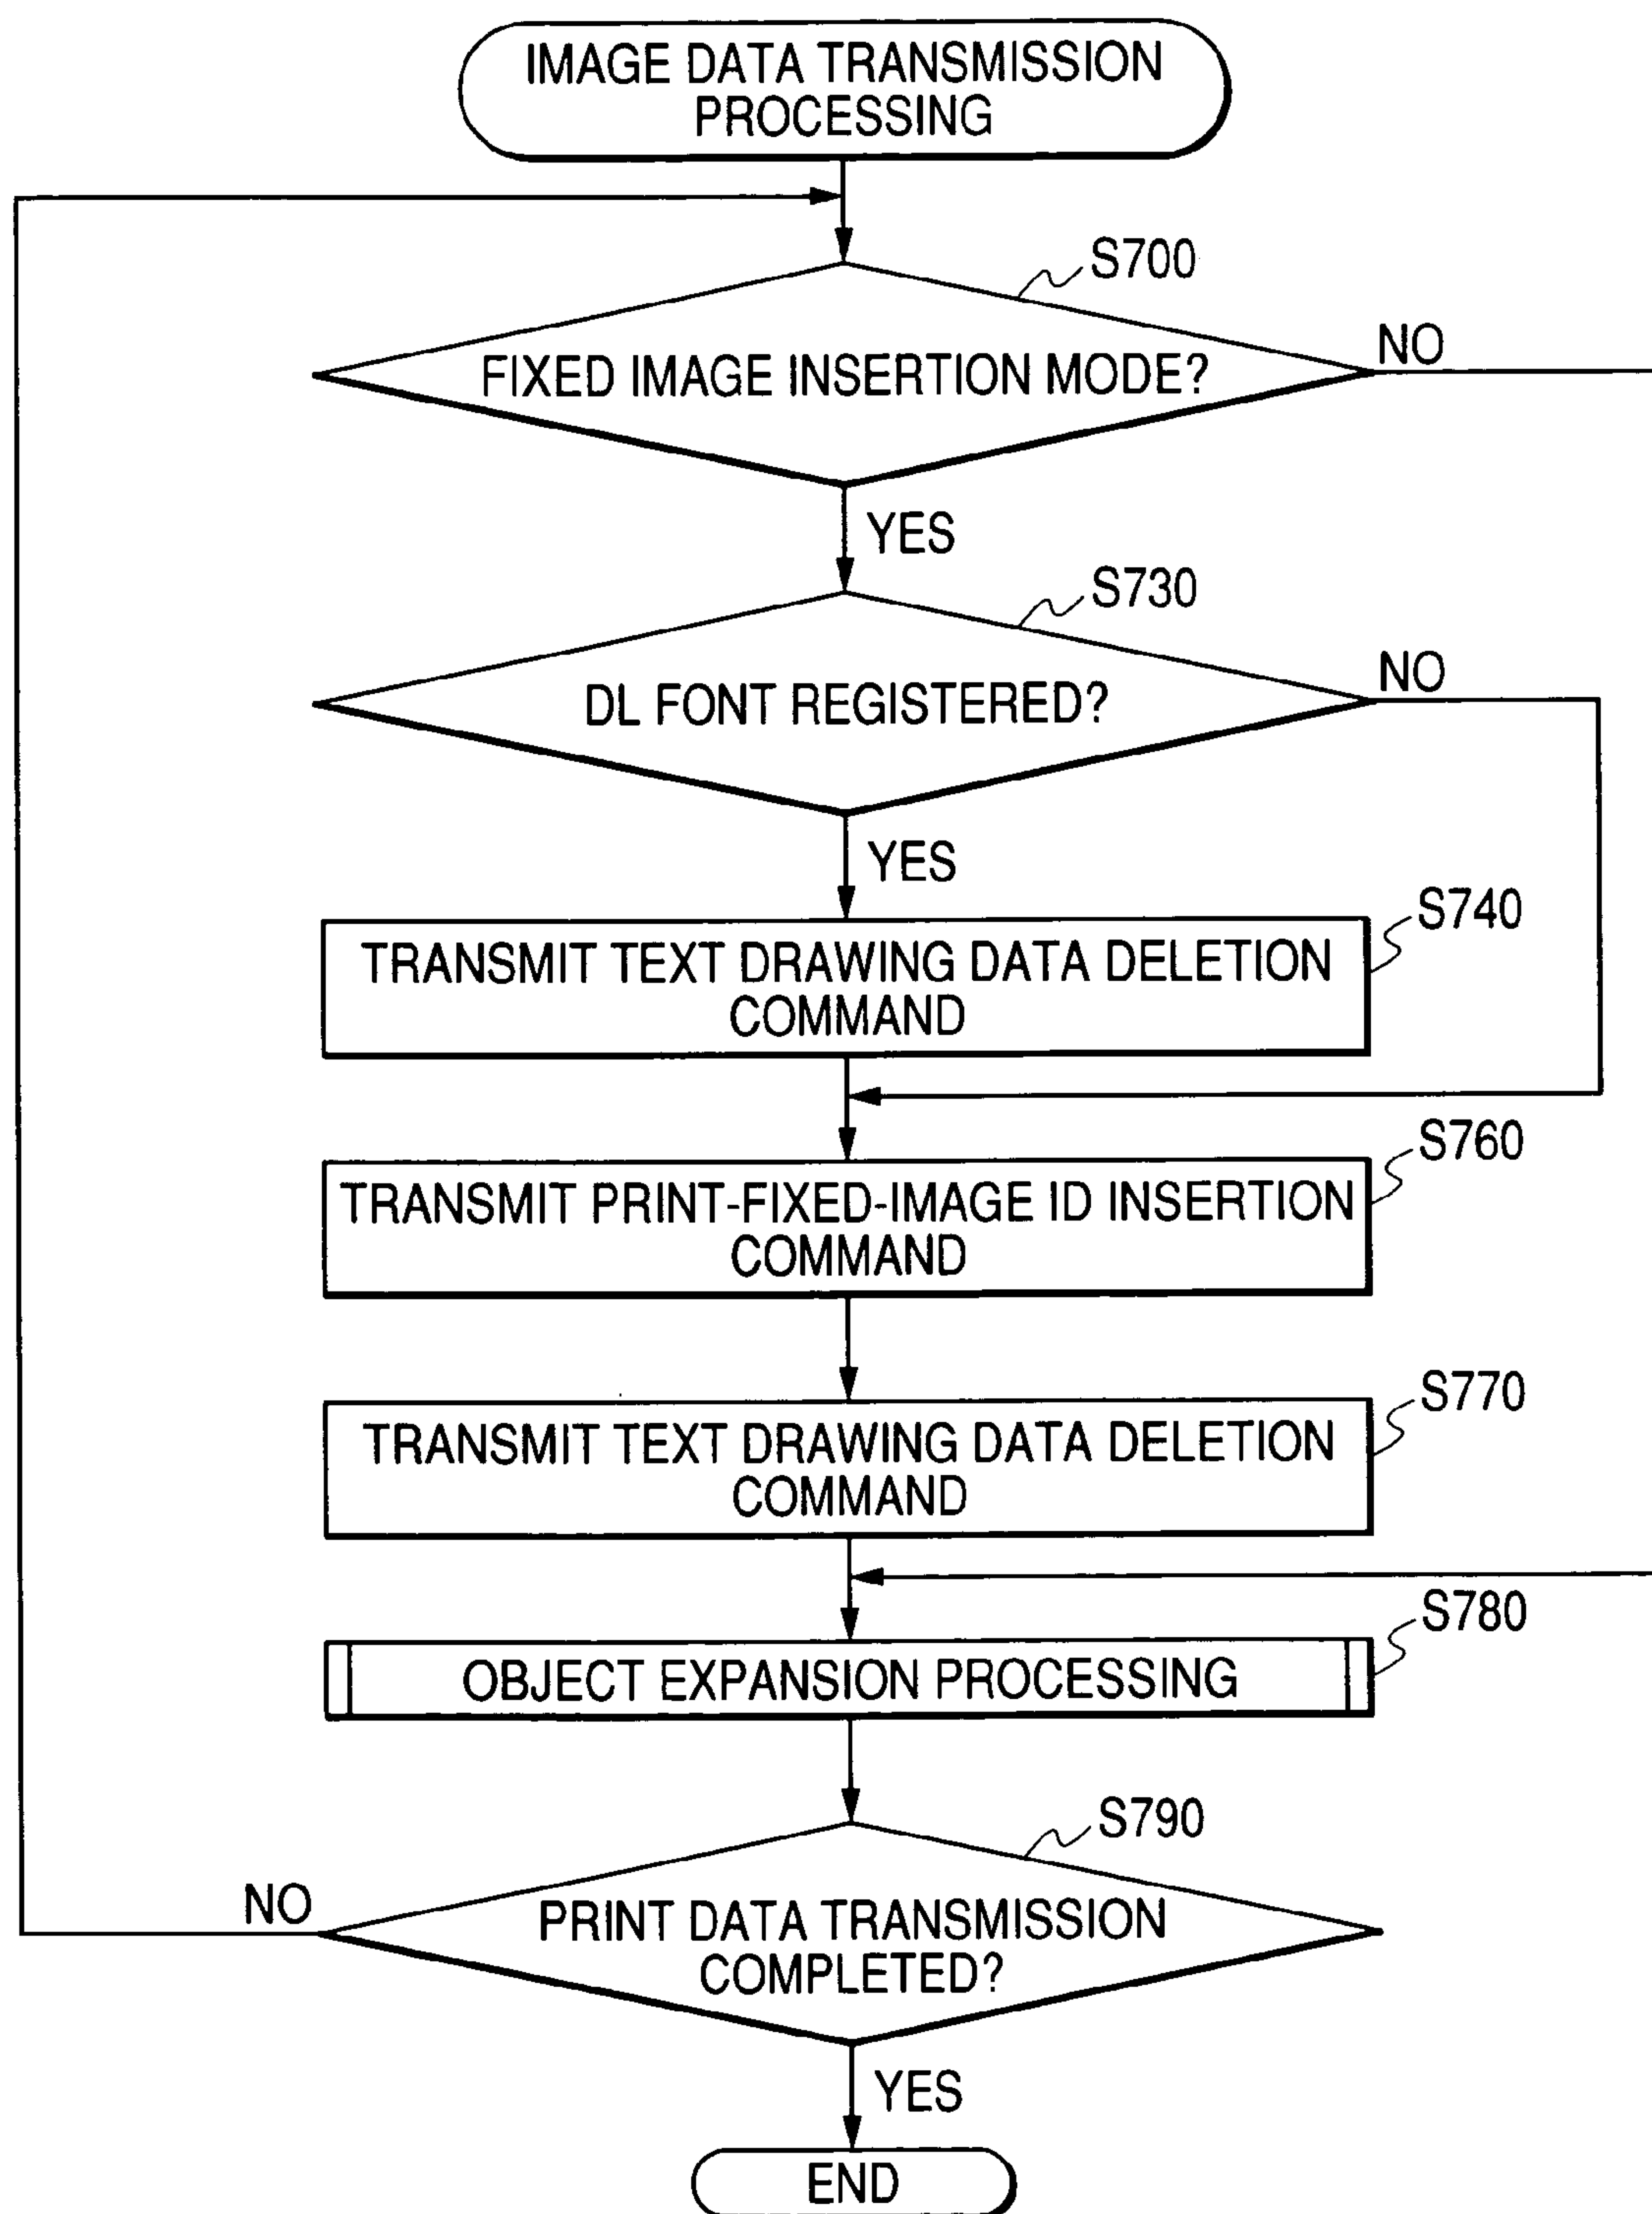 IMAGE DATA TRANSMISSION
PROCESSING
S700
FIXED IMAGE INSERTION MODE?
NO
YES
S730
DL FONT REGISTERED?
NO
YES
S740
TRANSMIT TEXT DRAWING DATA DELETION
COMMAND
S760
TRANSMIT PRINT-FIXED-IMAGE ID INSERTION
COMMAND
S770
TRANSMIT TEXT DRAWING DATA DELETION
COMMAND
S780
OBJECT EXPANSION PROCESSING
S790
NO
PRINT DATA TRANSMISSION
COMPLETED?
YES
END